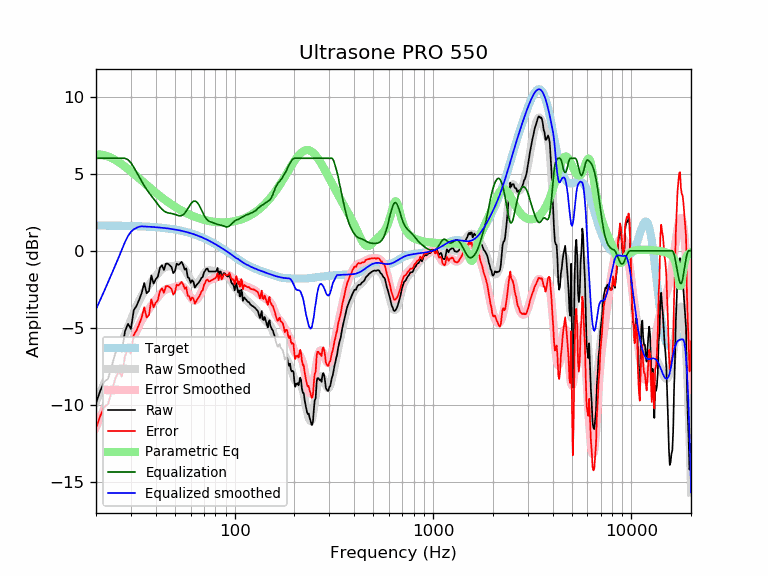 Ultrasone PRO 550
Amplitude (dBr)
10
5
0
−5
−10
−15
Target
Raw Smoothed
Error Smoothed
Raw
Error
Parametric Eq
Equalization
Equalized smoothed
100 1000 10000
Frequency (Hz)